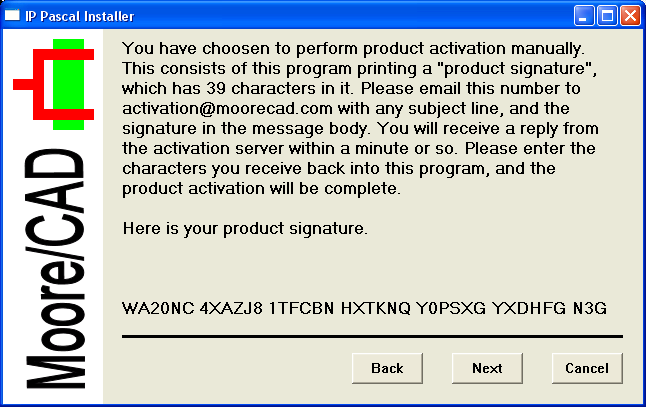 IP Pascal Installer
You have choosen to perform product activation manually.
This consists of this program printing a "product signature",
which has 39 characters in it. Please email this number to
activation@moorecad.com with any subject line, and the
signature in the message body. You will receive a reply from
the activation server within a minute or so. Please enter the
characters you receive back into this program, and the
product activation will be complete.
Here is your product signature.
WA20NC 4XAZJ8 1TFCBN HXTKNQ Y0PSXG YXDHFG N3G
Moore/CAD
Back Next Cancel